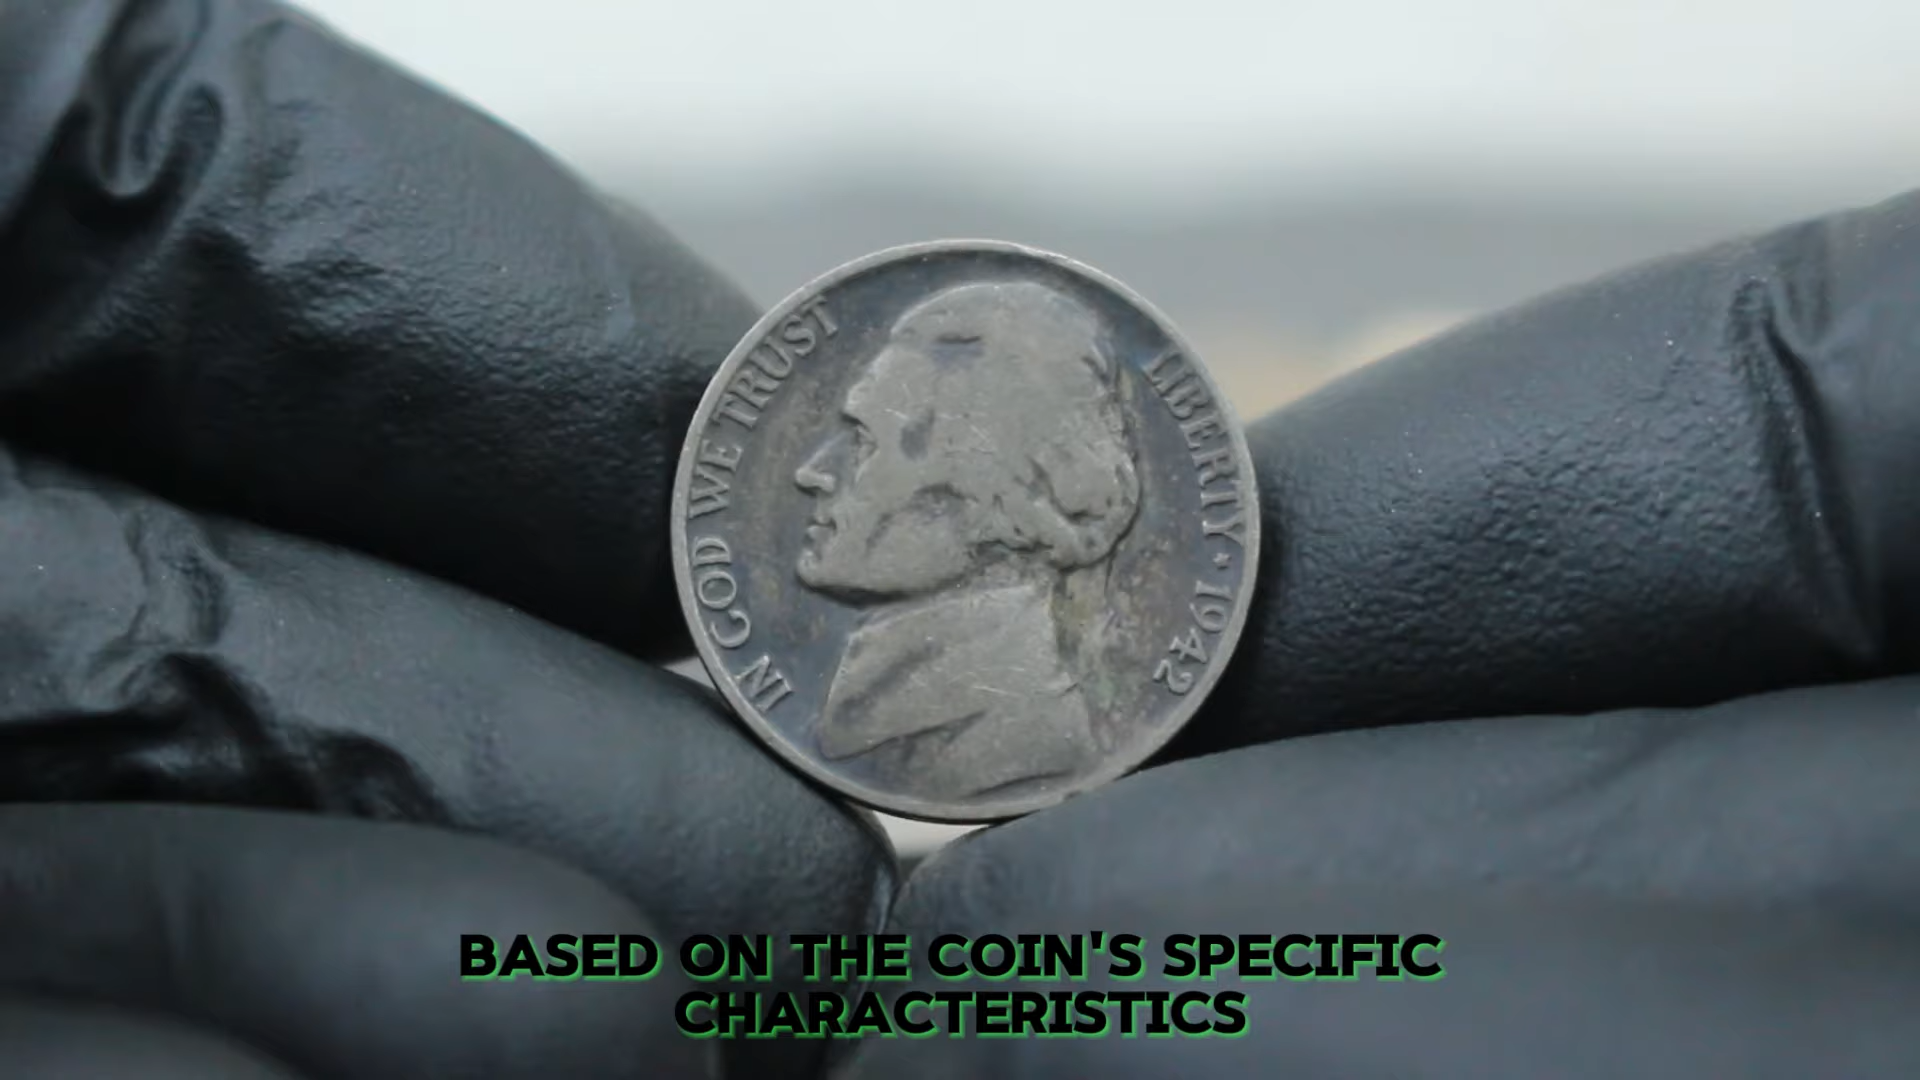 IN GOD WE TRUST
LIBERTY * 1942
BASED ON THE COIN'S SPECIFIC
CHARACTERISTICS